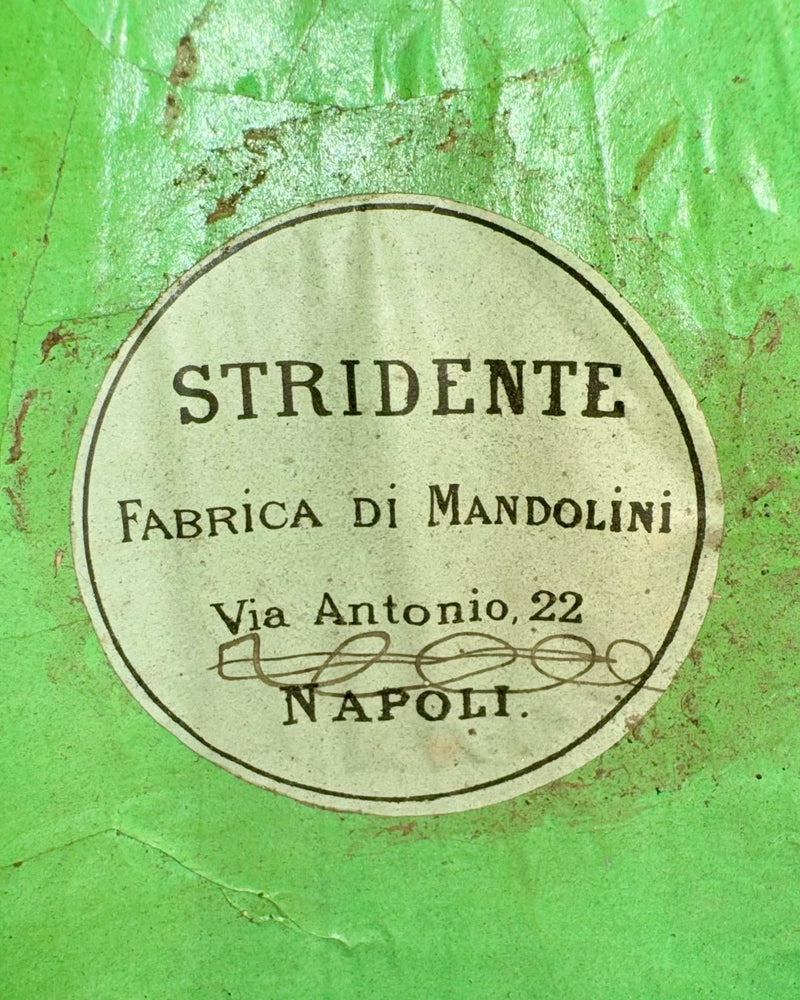 STRIDENTE
FABRiCA Di MANDOLiNi
Via Antonio, 22
NAPOLI.